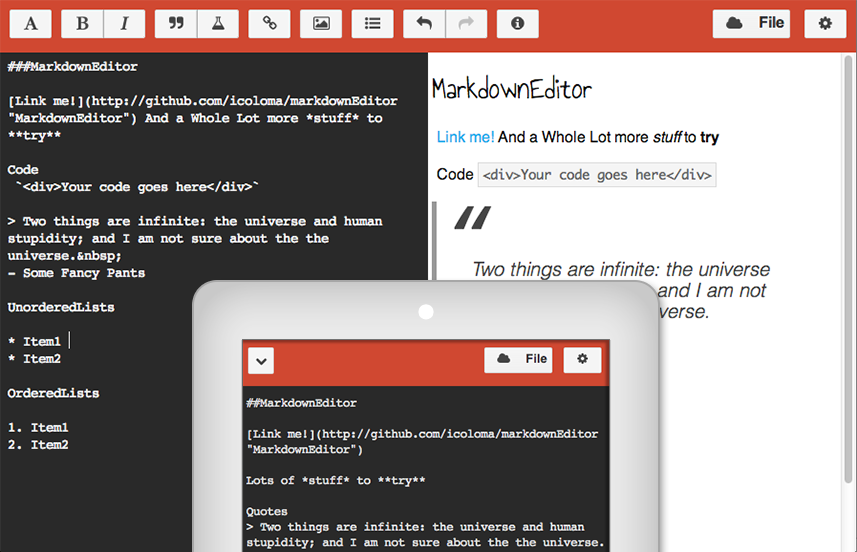 A B I File
###MarkdownEditor
[Link me!](http://github.com/icoloma/markdownEditor
"MarkdownEditor") And a Whole Lot more *stuff* to
**try**
Code
`<div>Your code goes here</div>`
> Two things are infinite: the universe and human
stupidity; and I am not sure about the the
universe.&nbsp;
- Some Fancy Pants
UnorderedLists
* Item1
* Item2
OrderedLists
1. Item1
2. Item2
MarkdownEditor
Link me! And a Whole Lot more stuff to try
Code <div>Your code goes here</div>
“
Two things are infinite: the universe
and I am not
verse.
File
##MarkdownEditor
[Link me!](http://github.com/icoloma/markdownEditor
"MarkdownEditor")
Lots of *stuff* to **try**
Quotes
> Two things are infinite: the universe and human
stupidity; and I am not sure about the the universe.